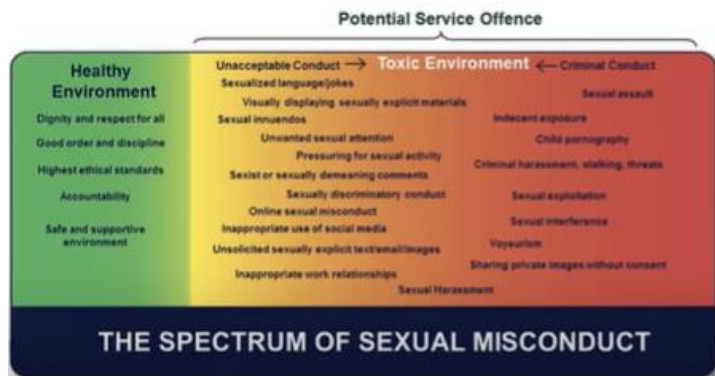 Potential Service Offence
Healthy
Environment
Dignity and respect for all
Good order and discipline
Highest ethical standards
Accountability
Safe and supportive
environment
Unacceptable Conduct → Toxic Environment ← Criminal Conduct
Sexualized language/jokes
Sexual assault
Visually displaying sexually explicit materials
Sexual innuendos
Indecent exposure
Unwanted sexual attention
Child pornography
Pressuring for sexual activity
Criminal harassment, stalking, threats
Sexist or sexually demeaning comments
Sexually discriminatory conduct
Sexual exploitation
Online sexual misconduct
Sexual interference
Inappropriate use of social media
Voyeurism
Unsolicited sexually explicit text/email/images
Sharing private images without consent
Inappropriate work relationships
Sexual Harassment
THE SPECTRUM OF SEXUAL MISCONDUCT